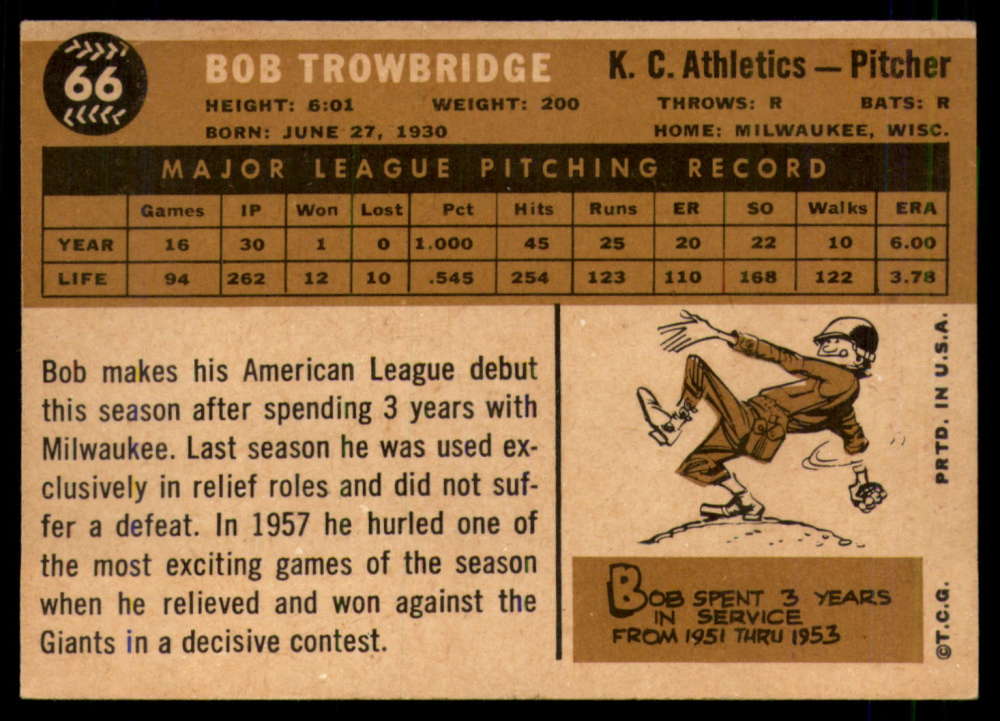 66
BOB TROWBRIDGE K. C. Athletics — Pitcher
HEIGHT: 6:01 WEIGHT: 200 THROWS: R BATS: R
BORN: JUNE 27, 1930 HOME: MILWAUKEE, WISC.
MAJOR LEAGUE PITCHING RECORD
Games IP Won Lost Pct Hits Runs ER SO Walks ERA
YEAR 16 30 1 0 1.000 45 25 20 22 10 6.00
LIFE 94 262 12 10 .545 254 123 110 168 122 3.78
Bob makes his American League debut
this season after spending 3 years with
Milwaukee. Last season he was used ex-
clusively in relief roles and did not suf-
fer a defeat. In 1957 he hurled one of
the most exciting games of the season
when he relieved and won against the
Giants in a decisive contest.
BOB SPENT 3 YEARS
IN SERVICE
FROM 1951 THRU 1953
©T.C.G. PRTD. IN U.S.A.